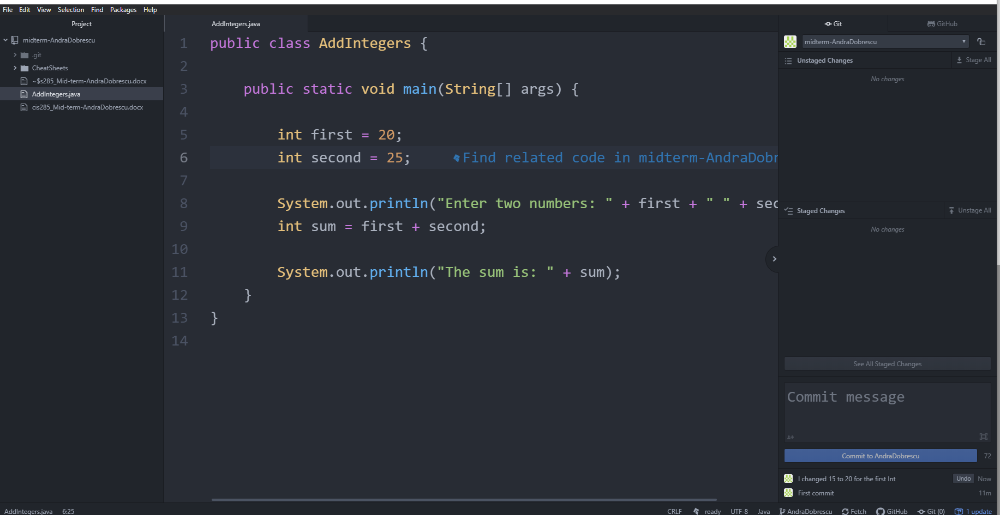 File Edit View Selection Find Packages Help
Project
midterm-AndraDobrescu
.git
CheatSheets
~$s285_Mid-term-AndraDobrescu.docx
AddIntegers.java
cis285_Mid-term-AndraDobrescu.docx
AddIntegers.java
1 public class AddIntegers {
2
3 public static void main(String[] args) {
4
5 int first = 20;
6 int second = 25; Find related code in midterm-AndraDobr
7
8 System.out.println("Enter two numbers: " + first + " " + sec
9 int sum = first + second;
10
11 System.out.println("The sum is: " + sum);
12 }
13 }
14
Git GitHub
midterm-AndraDobrescu
Unstaged Changes Stage All
No changes
Staged Changes Unstage All
No changes
See All Staged Changes
Commit message
Commit to AndraDobrescu 72
I changed 15 to 20 for the first Int Undo Now
First commit 11m
AddIntegers.java 6:25 CRLF ready UTF-8 Java AndraDobrescu Fetch GitHub Git (0) 1 update